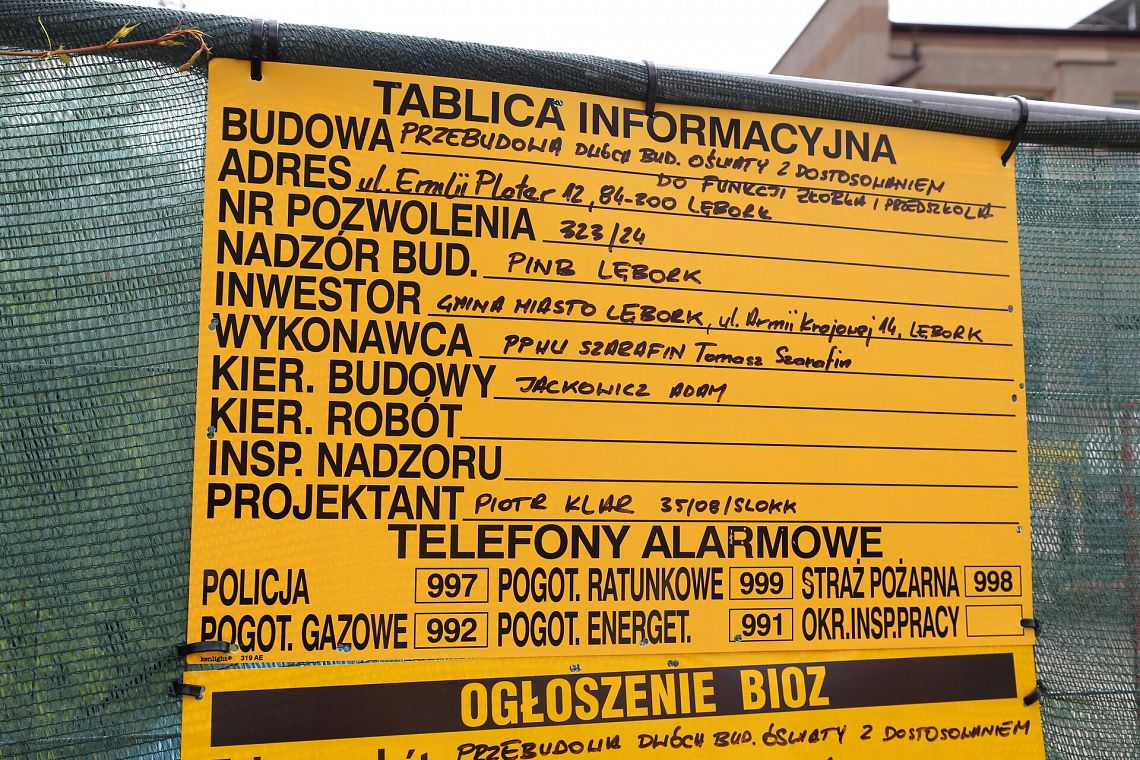 TABLICA INFORMACYJNA
BUDOWA PRZEBUDOWA DWÓCH BUD. OŚWIATY Z DOSTOSOWANIEM
DO FUNKCJI ŻŁOBKA I PRZEDSZKOLA
ADRES ul. Emilii Plater 12, 84-300 LĘBORK
NR POZWOLENIA 323/24
NADZÓR BUD. PINB LĘBORK
INWESTOR GMINA MIASTO LĘBORK, ul. Armii Krajowej 14, LĘBORK
WYKONAWCA PPHU SZARAFIN Tomasz Szarafin
KIER. BUDOWY JACKOWICZ ADAM
KIER. ROBÓT
INSP. NADZORU
PROJEKTANT PIOTR KLAR 35/08/SLOKK
TELEFONY ALARMOWE
POLICJA 997 POGOT. RATUNKOWE 999 STRAŻ POŻARNA 998
POGOT. GAZOWE 992 POGOT. ENERGET. 991 OKR.INSP.PRACY
kenlight 319 AE
OGŁOSZENIE BIOZ
PRZEBUDOWA DWÓCH BUD. OŚWIATY Z DOSTOSOWANIEM